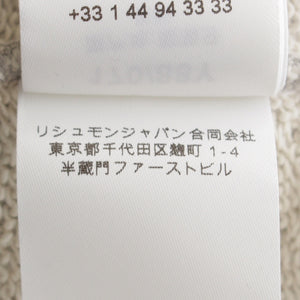 +33 1 44 94 33 33
リシュモンジャパン合同会社
東京都千代田区麹町 1-4
半蔵門ファーストビル